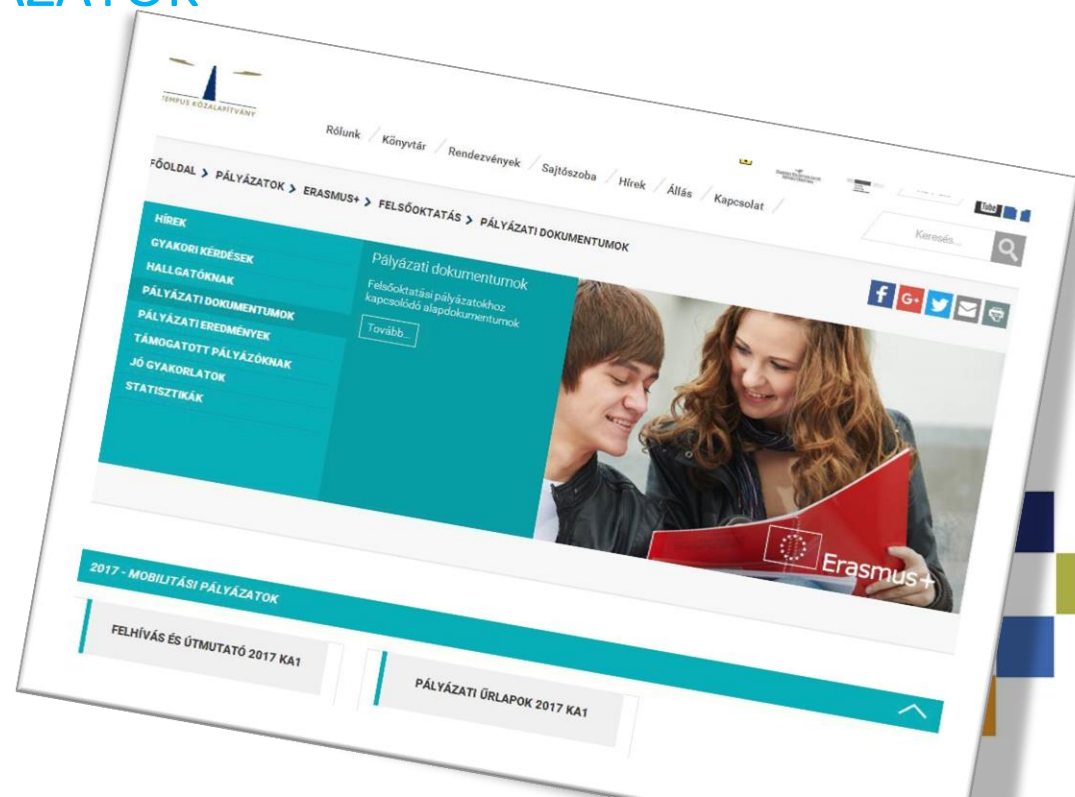 TEMPUS KÖZALAPÍTVÁNY
Rólunk / Könyvtár / Rendezvények / Sajtószoba / Hírek / Állás / Kapcsolat /
Keresés...
FŐOLDAL > PÁLYÁZATOK > ERASMUS+ > FELSŐOKTATÁS > PÁLYÁZATI DOKUMENTUMOK
HÍREK
GYAKORI KÉRDÉSEK
HALLGATÓKNAK
PÁLYÁZATI DOKUMENTUMOK
PÁLYÁZATI EREDMÉNYEK
TÁMOGATOTT PÁLYÁZÓKNAK
JÓ GYAKORLATOK
STATISZTIKÁK
Pályázati dokumentumok
Felsőoktatási pályázatokhoz
kapcsolódó alapdokumentumok
Tovább...
Erasmus+
2017 - MOBILITÁSI PÁLYÁZATOK
FELHÍVÁS ÉS ÚTMUTATÓ 2017 KA1
PÁLYÁZATI ŰRLAPOK 2017 KA1